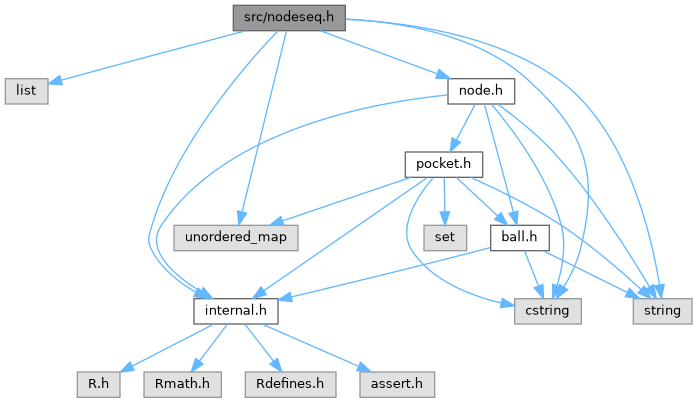 src/nodeseq.h
list
node.h
pocket.h
unordered_map
set
ball.h
internal.h
cstring
string
R.h
Rmath.h
Rdefines.h
assert.h